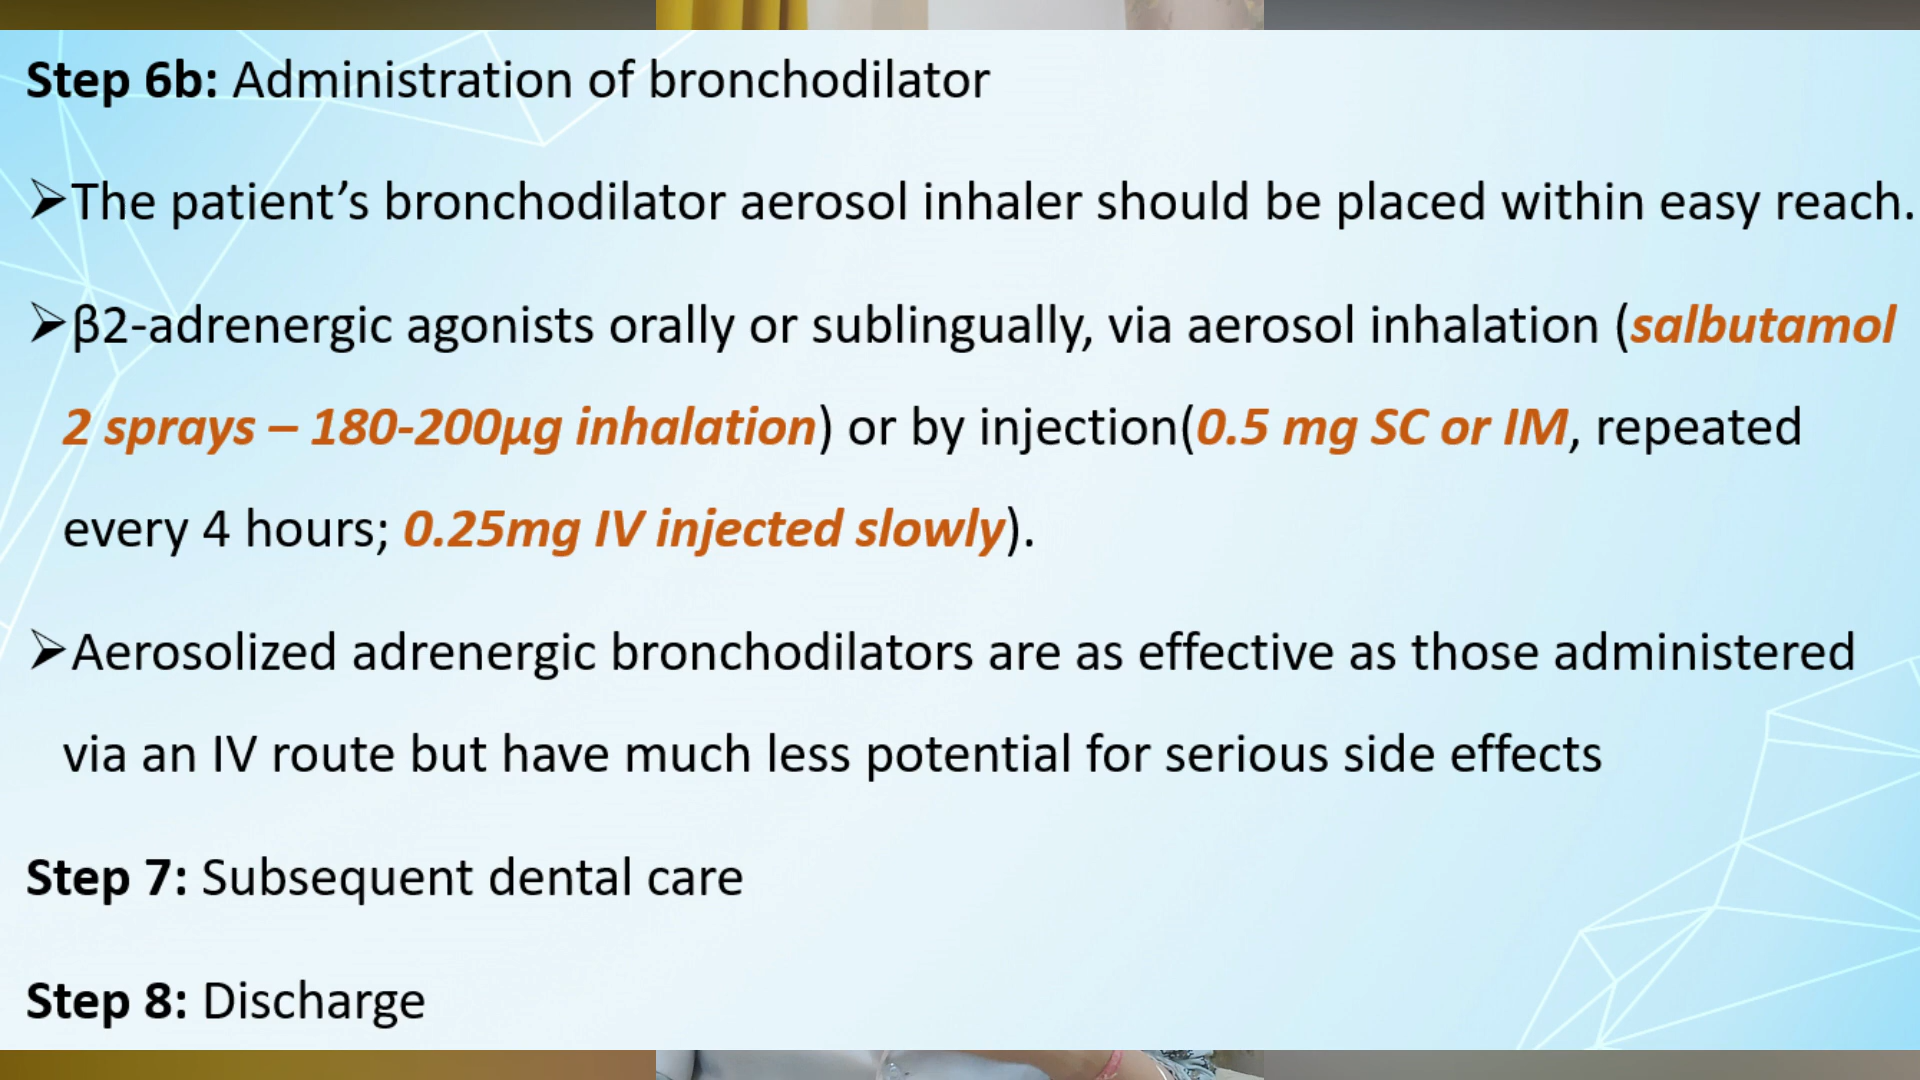 Step 6b: Administration of bronchodilator
➢The patient’s bronchodilator aerosol inhaler should be placed within easy reach.
➢β2-adrenergic agonists orally or sublingually, via aerosol inhalation (salbutamol
2 sprays – 180-200µg inhalation) or by injection(0.5 mg SC or IM, repeated
every 4 hours; 0.25mg IV injected slowly).
➢Aerosolized adrenergic bronchodilators are as effective as those administered
via an IV route but have much less potential for serious side effects
Step 7: Subsequent dental care
Step 8: Discharge